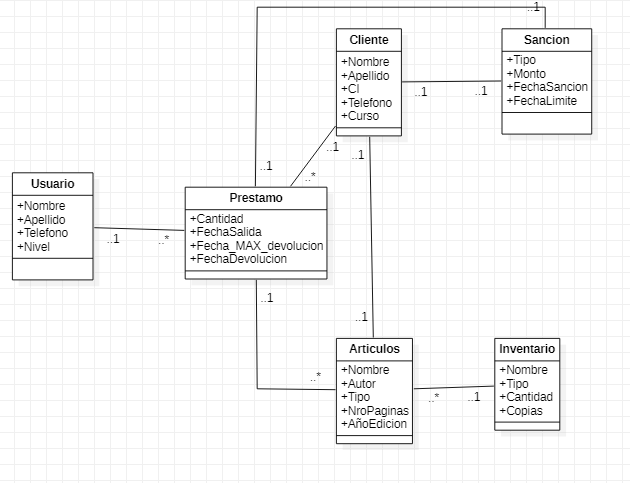 ..1
Cliente
+Nombre
+Apellido
+CI
+Telefono
+Curso
Sancion
+Tipo
+Monto
+FechaSancion
+FechaLimite
..1
..1
..1
..1
..1
..*
Usuario
+Nombre
+Apellido
+Telefono
+Nivel
Prestamo
+Cantidad
+FechaSalida
+Fecha_MAX_devolucion
+FechaDevolucion
..1
..*
..1
..1
..*
Articulos
+Nombre
+Autor
+Tipo
+NroPaginas
+AñoEdicion
Inventario
+Nombre
+Tipo
+Cantidad
+Copias
..*
..1